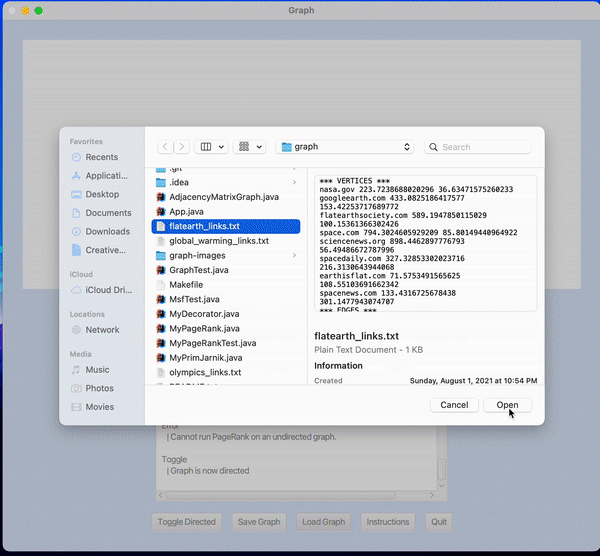 Graph
Favorites
Recents
Applicati...
Desktop
Documents
Downloads
Creative...
iCloud
iCloud Dri...
Locations
Network
Media
Music
Photos
Movies
graph
Search
.git
.idea
AdjacencyMatrixGraph.java
App.java
flatearth_links.txt
global_warming_links.txt
graph-images
GraphTest.java
Makefile
MsfTest.java
MyDecorator.java
MyPageRank.java
MyPageRankTest.java
MyPrimJarnik.java
olympics_links.txt
*** VERTICES ***
nasa.gov 223.7238688020296 36.63471575260233
googleearth.com 433.0825186417577
153.42253717689772
flatearthsociety.com 589.1947850115029
100.15361366302426
space.com 794.3024605929209 85.80149440964922
sciencenews.org 898.4462897776793
56.49486672212786
spacedaily.com 327.32853302023716
216.3130643944068
earthisflat.com 71.5753491565625
108.55103691662342
spacenews.com 133.4316725678438
301.1477943074707
*** EDGES ***
flatearth_links.txt
Plain Text Document - 1 KB
Information
Created Sunday, August 1, 2021 at 10:54 PM
Cancel
Open
Error
| Cannot run PageRank on an undirected graph.
Toggle
| Graph is now directed
Toggle Directed
Save Graph
Load Graph
Instructions
Quit